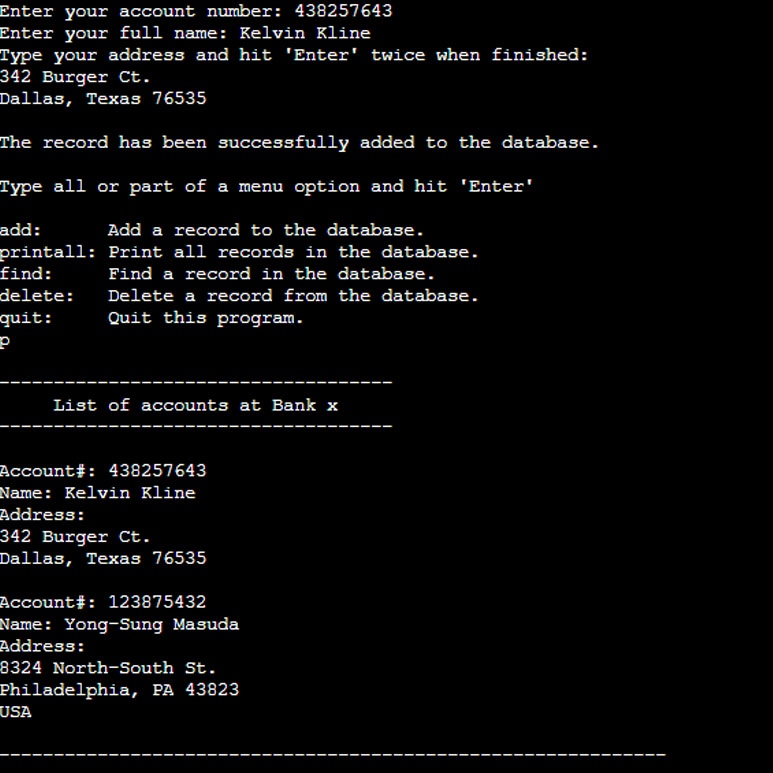 Enter your account number: 438257643
Enter your full name: Kelvin Kline
Type your address and hit 'Enter' twice when finished:
342 Burger Ct.
Dallas, Texas 76535
The record has been successfully added to the database.
Type all or part of a menu option and hit 'Enter'
add:      Add a record to the database.
printall: Print all records in the database.
find:     Find a record in the database.
delete:   Delete a record from the database.
quit:     Quit this program.
p
------------------------------------
     List of accounts at Bank x
------------------------------------
Account#: 438257643
Name: Kelvin Kline
Address:
342 Burger Ct.
Dallas, Texas 76535
Account#: 123875432
Name: Yong-Sung Masuda
Address:
8324 North-South St.
Philadelphia, PA 43823
USA
-------------------------------------------------------------